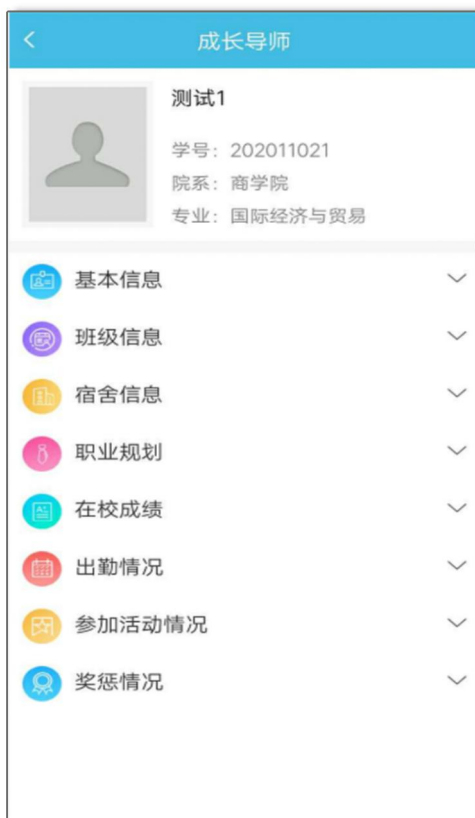 成长导师
测试1
学号：202011021
院系：商学院
专业：国际经济与贸易
基本信息
班级信息
宿舍信息
职业规划
在校成绩
出勤情况
参加活动情况
奖惩情况